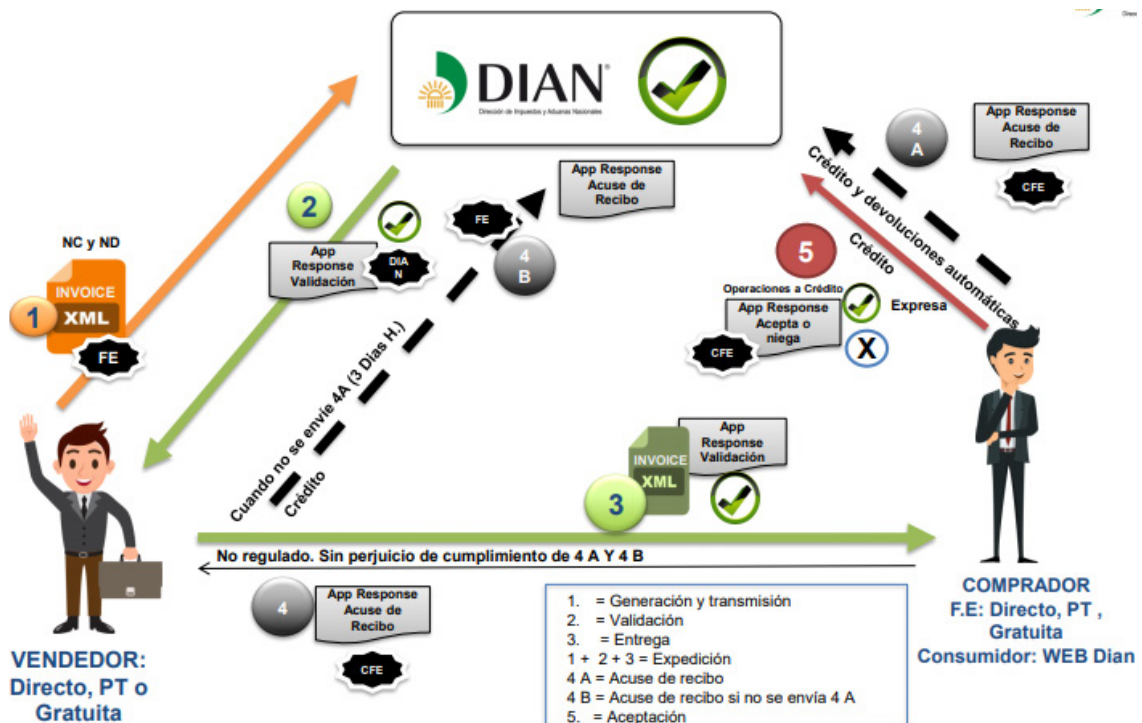 DIAN®
Dirección de Impuestos y Aduanas Nacionales
Direc
4
A
App Response
Acuse de
Recibo
CFE
App Response
Acuse de
Recibo
FE
4
B
2
App
Response
Validación
DIA
N
NC y ND
1
INVOICE
XML
FE
Crédito y devoluciones automáticas
Crédito
5
Operaciones a Crédito
App Response
Acepta o
niega
CFE
Expresa
X
Cuando no se envíe 4A (3 Días H.)
Crédito
3
INVOICE
XML
App
Response
Validación
No regulado. Sin perjuicio de cumplimiento de 4 A Y 4 B
4
App Response
Acuse de
Recibo
CFE
VENDEDOR:
Directo, PT o
Gratuita
COMPRADOR
F.E: Directo, PT ,
Gratuita
Consumidor: WEB Dian
1. = Generación y transmisión
2. = Validación
3. = Entrega
1 + 2 + 3 = Expedición
4 A = Acuse de recibo
4 B = Acuse de recibo si no se envía 4 A
5. = Aceptación